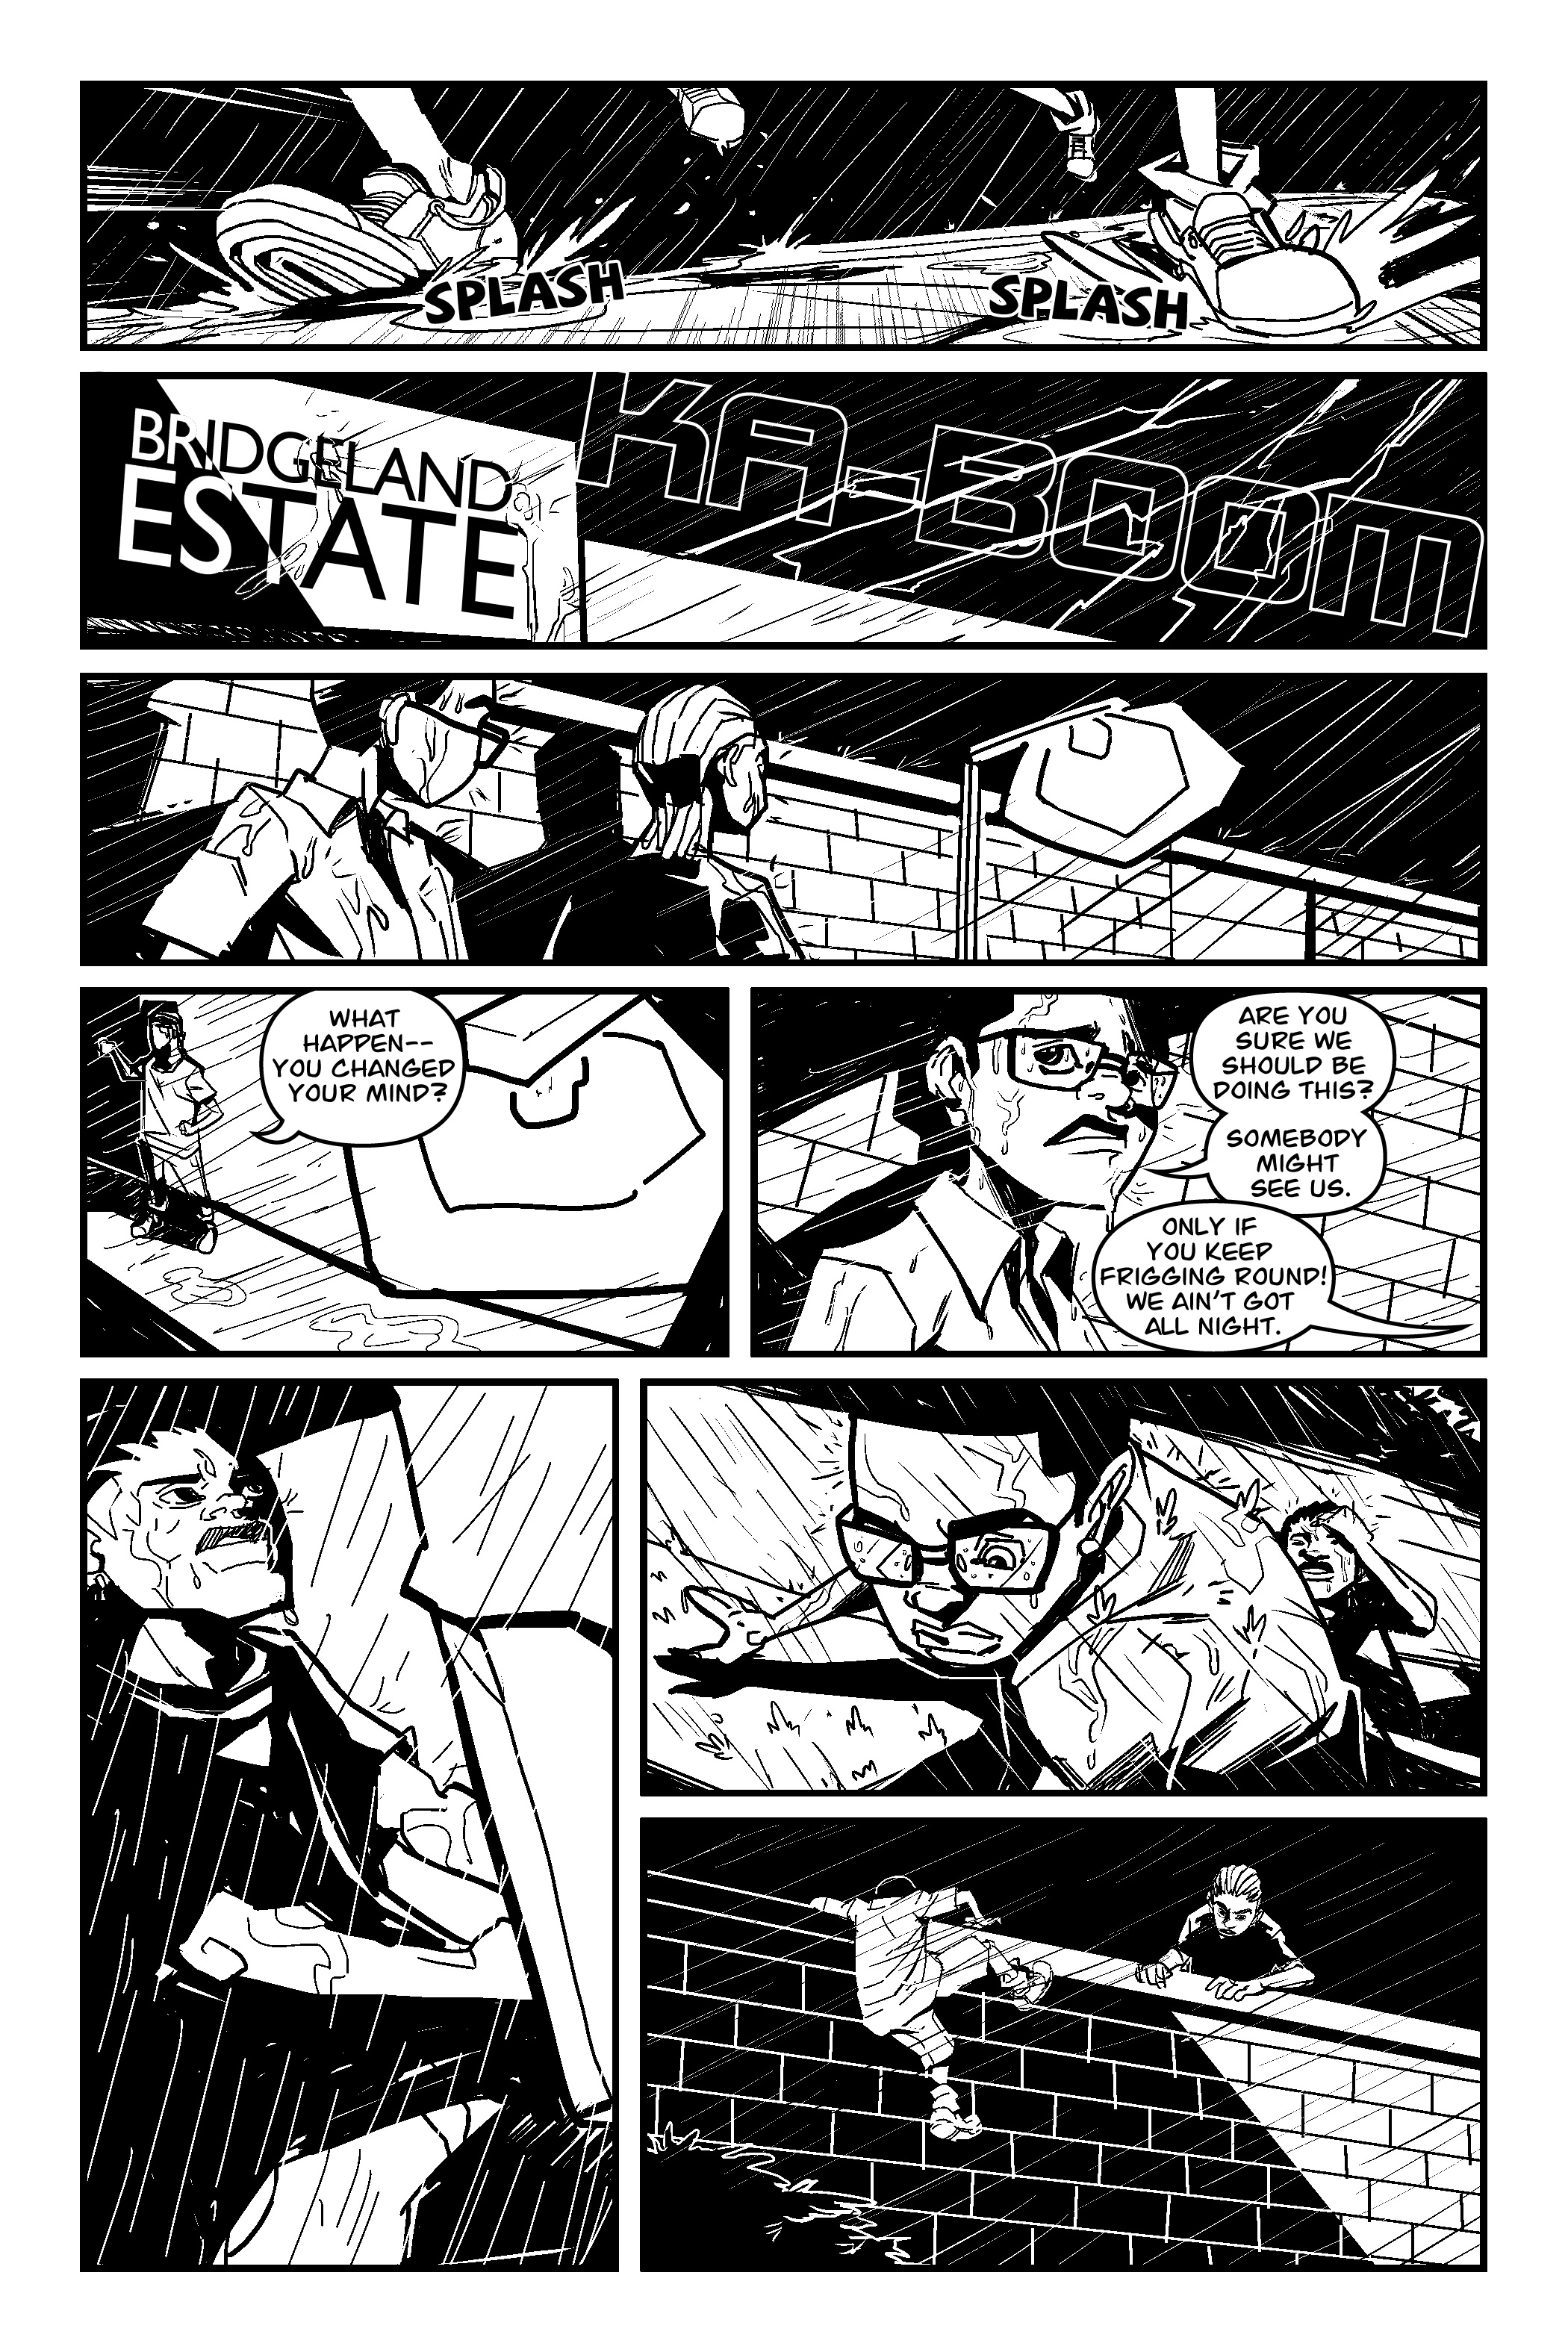 SPLASH
SPLASH
BRIDGELAND
ESTATE
KA-BOOM
WHAT
HAPPEN--
YOU CHANGED
YOUR MIND?
ARE YOU
SURE WE
SHOULD BE
DOING THIS?
SOMEBODY
MIGHT
SEE US.
ONLY IF
YOU KEEP
FRIGGING ROUND!
WE AIN'T GOT
ALL NIGHT.